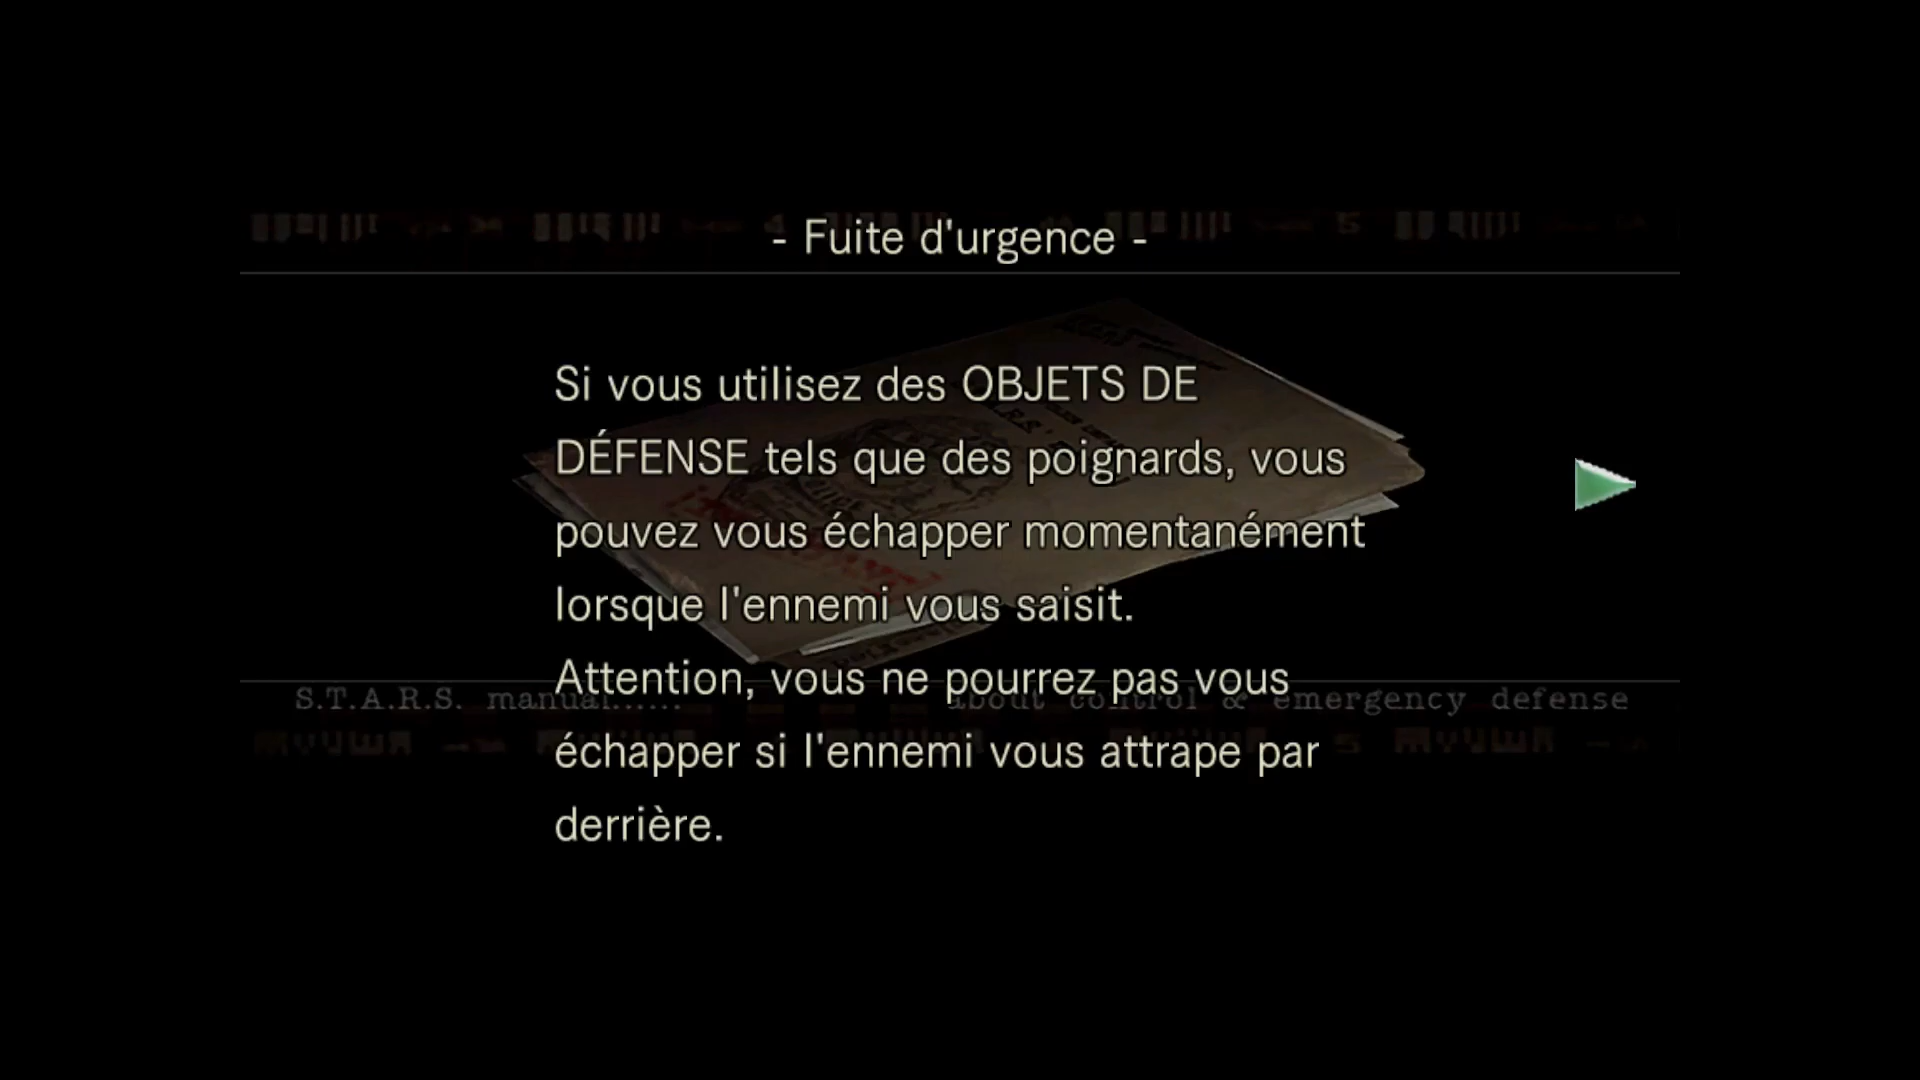 - Fuite d'urgence -
Si vous utilisez des OBJETS DE
DÉFENSE tels que des poignards, vous
pouvez vous échapper momentanément
lorsque l'ennemi vous saisit.
Attention, vous ne pourrez pas vous
S.T.A.R.S. manual...... about control & emergency defense
échapper si l'ennemi vous attrape par
derrière.